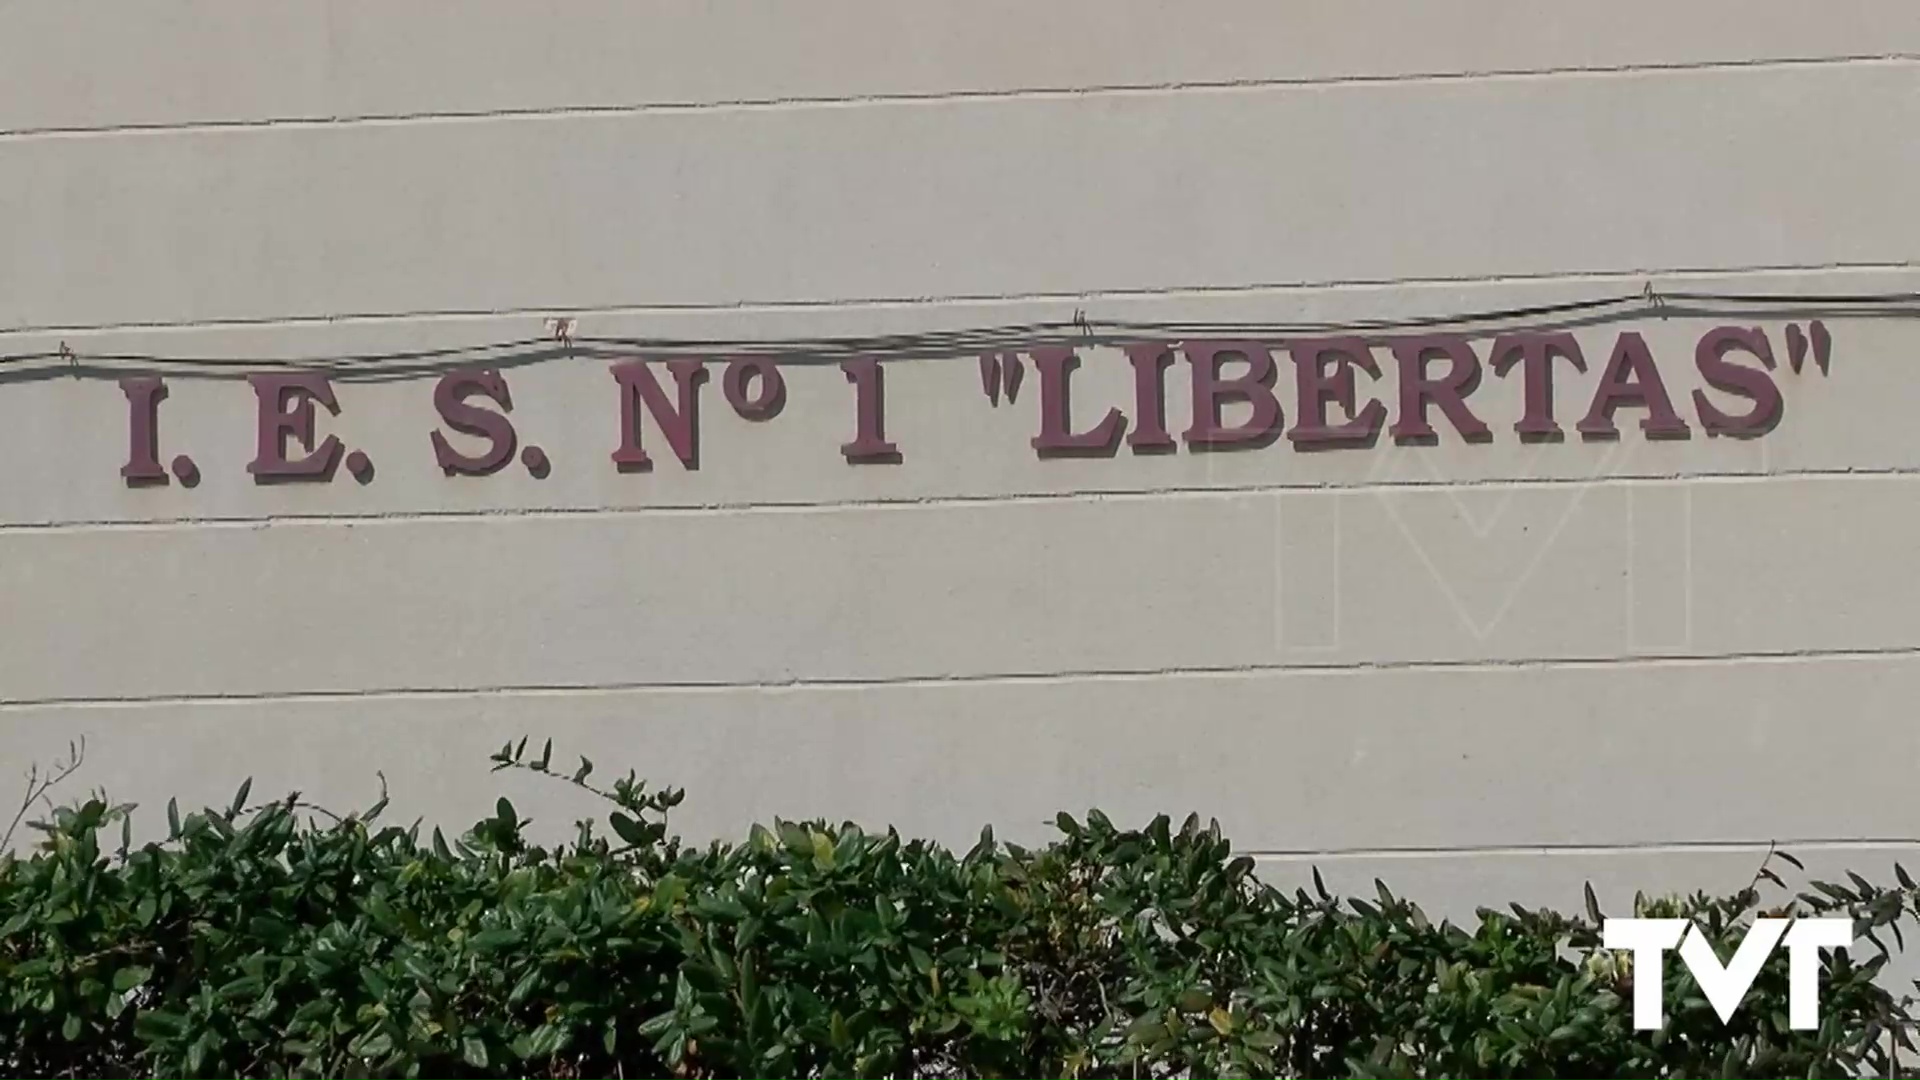 I. E. S. Nº 1 "LIBERTAS"
TVT